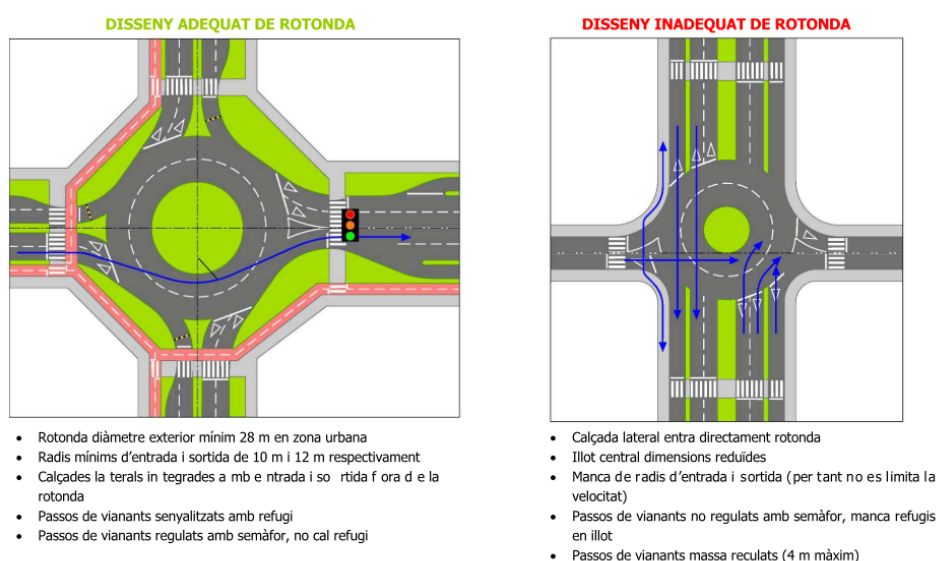 DISSENY ADEQUAT DE ROTONDA
• Rotonda diàmetre exterior mínim 28 m en zona urbana
• Radis mínims d’entrada i sortida de 10 m i 12 m respectivament
• Calçades la terals in tegrades a mb e ntrada i so rtida f ora d e la
rotonda
• Passos de vianants senyalitzats amb refugi
• Passos de vianants regulats amb semàfor, no cal refugi
DISSENY INADEQUAT DE ROTONDA
• Calçada lateral entra directament rotonda
• Illot central dimensions reduïdes
• Manca de radis d’entrada i sortida (per tant no es limita la
velocitat)
• Passos de vianants no regulats amb semàfor, manca refugis
en illot
• Passos de vianants massa reculats (4 m màxim)